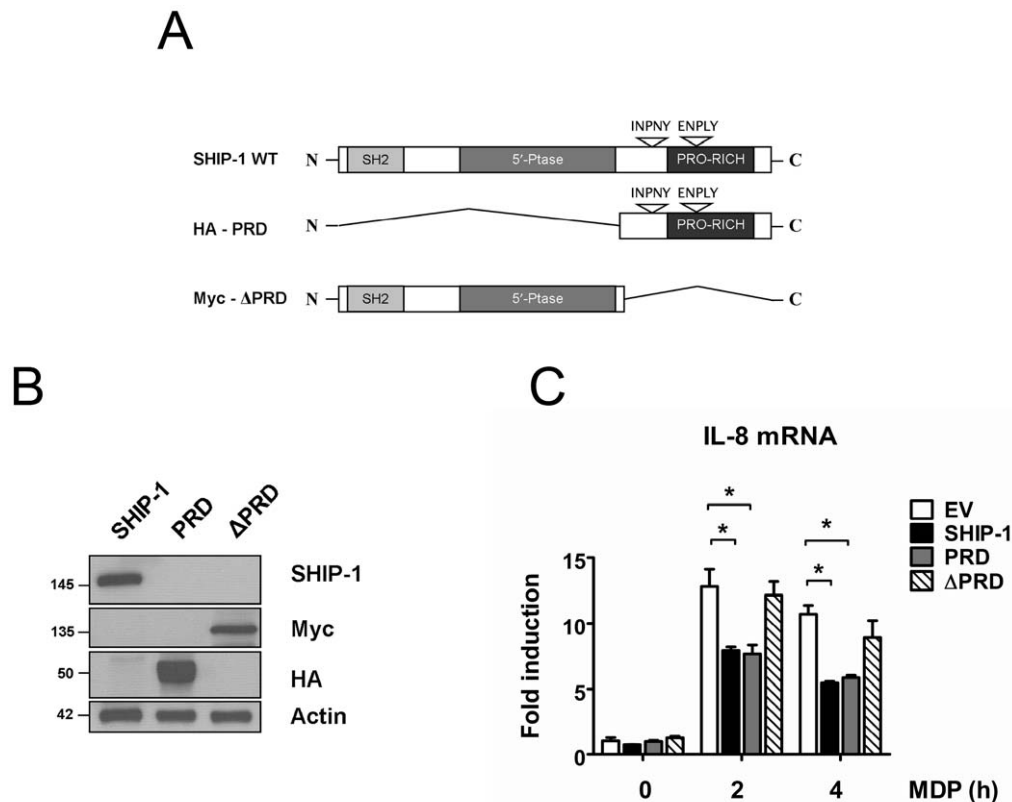 A
INPNY ENPLY
SHIP-1 WT N SH2 5'-Ptase PRO-RICH C
INPNY ENPLY
HA - PRD N PRO-RICH C
Myc - ΔPRD N SH2 5'-Ptase C
B
SHIP-1 PRD ΔPRD
145 SHIP-1
135 Myc
50 HA
42 Actin
C
IL-8 mRNA
EV
SHIP-1
PRD
ΔPRD
* *
* *
15
10
5
0
Fold induction
0 2 4 MDP (h)